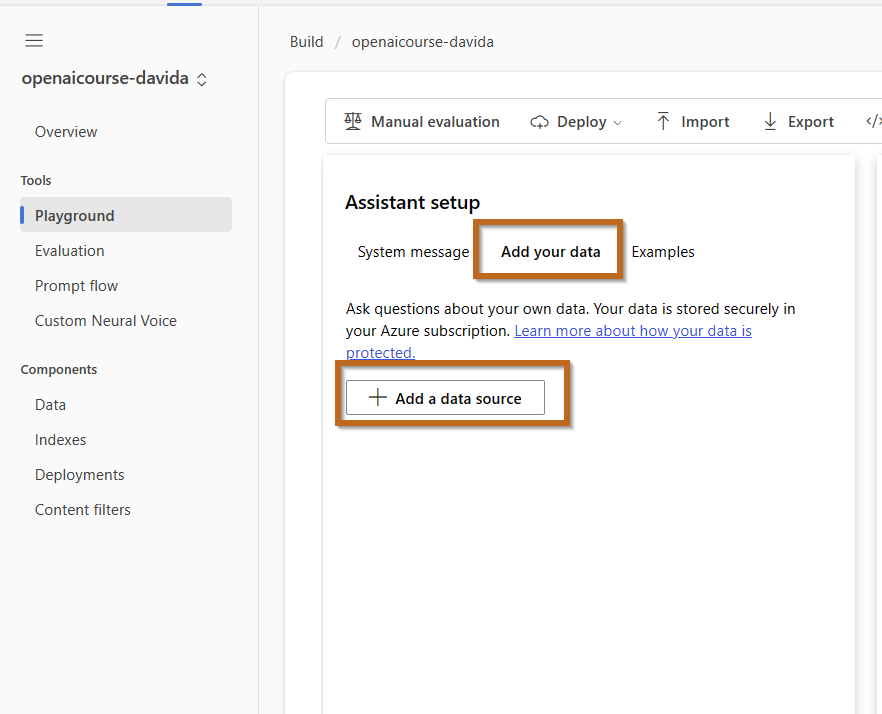 openaicourse-davida
Overview
Tools
Playground
Evaluation
Prompt flow
Custom Neural Voice
Components
Data
Indexes
Deployments
Content filters
Build / openaicourse-davida
Manual evaluation Deploy Import Export </>
Assistant setup
System message Add your data Examples
Ask questions about your own data. Your data is stored securely in
your Azure subscription. Learn more about how your data is
protected.
Add a data source